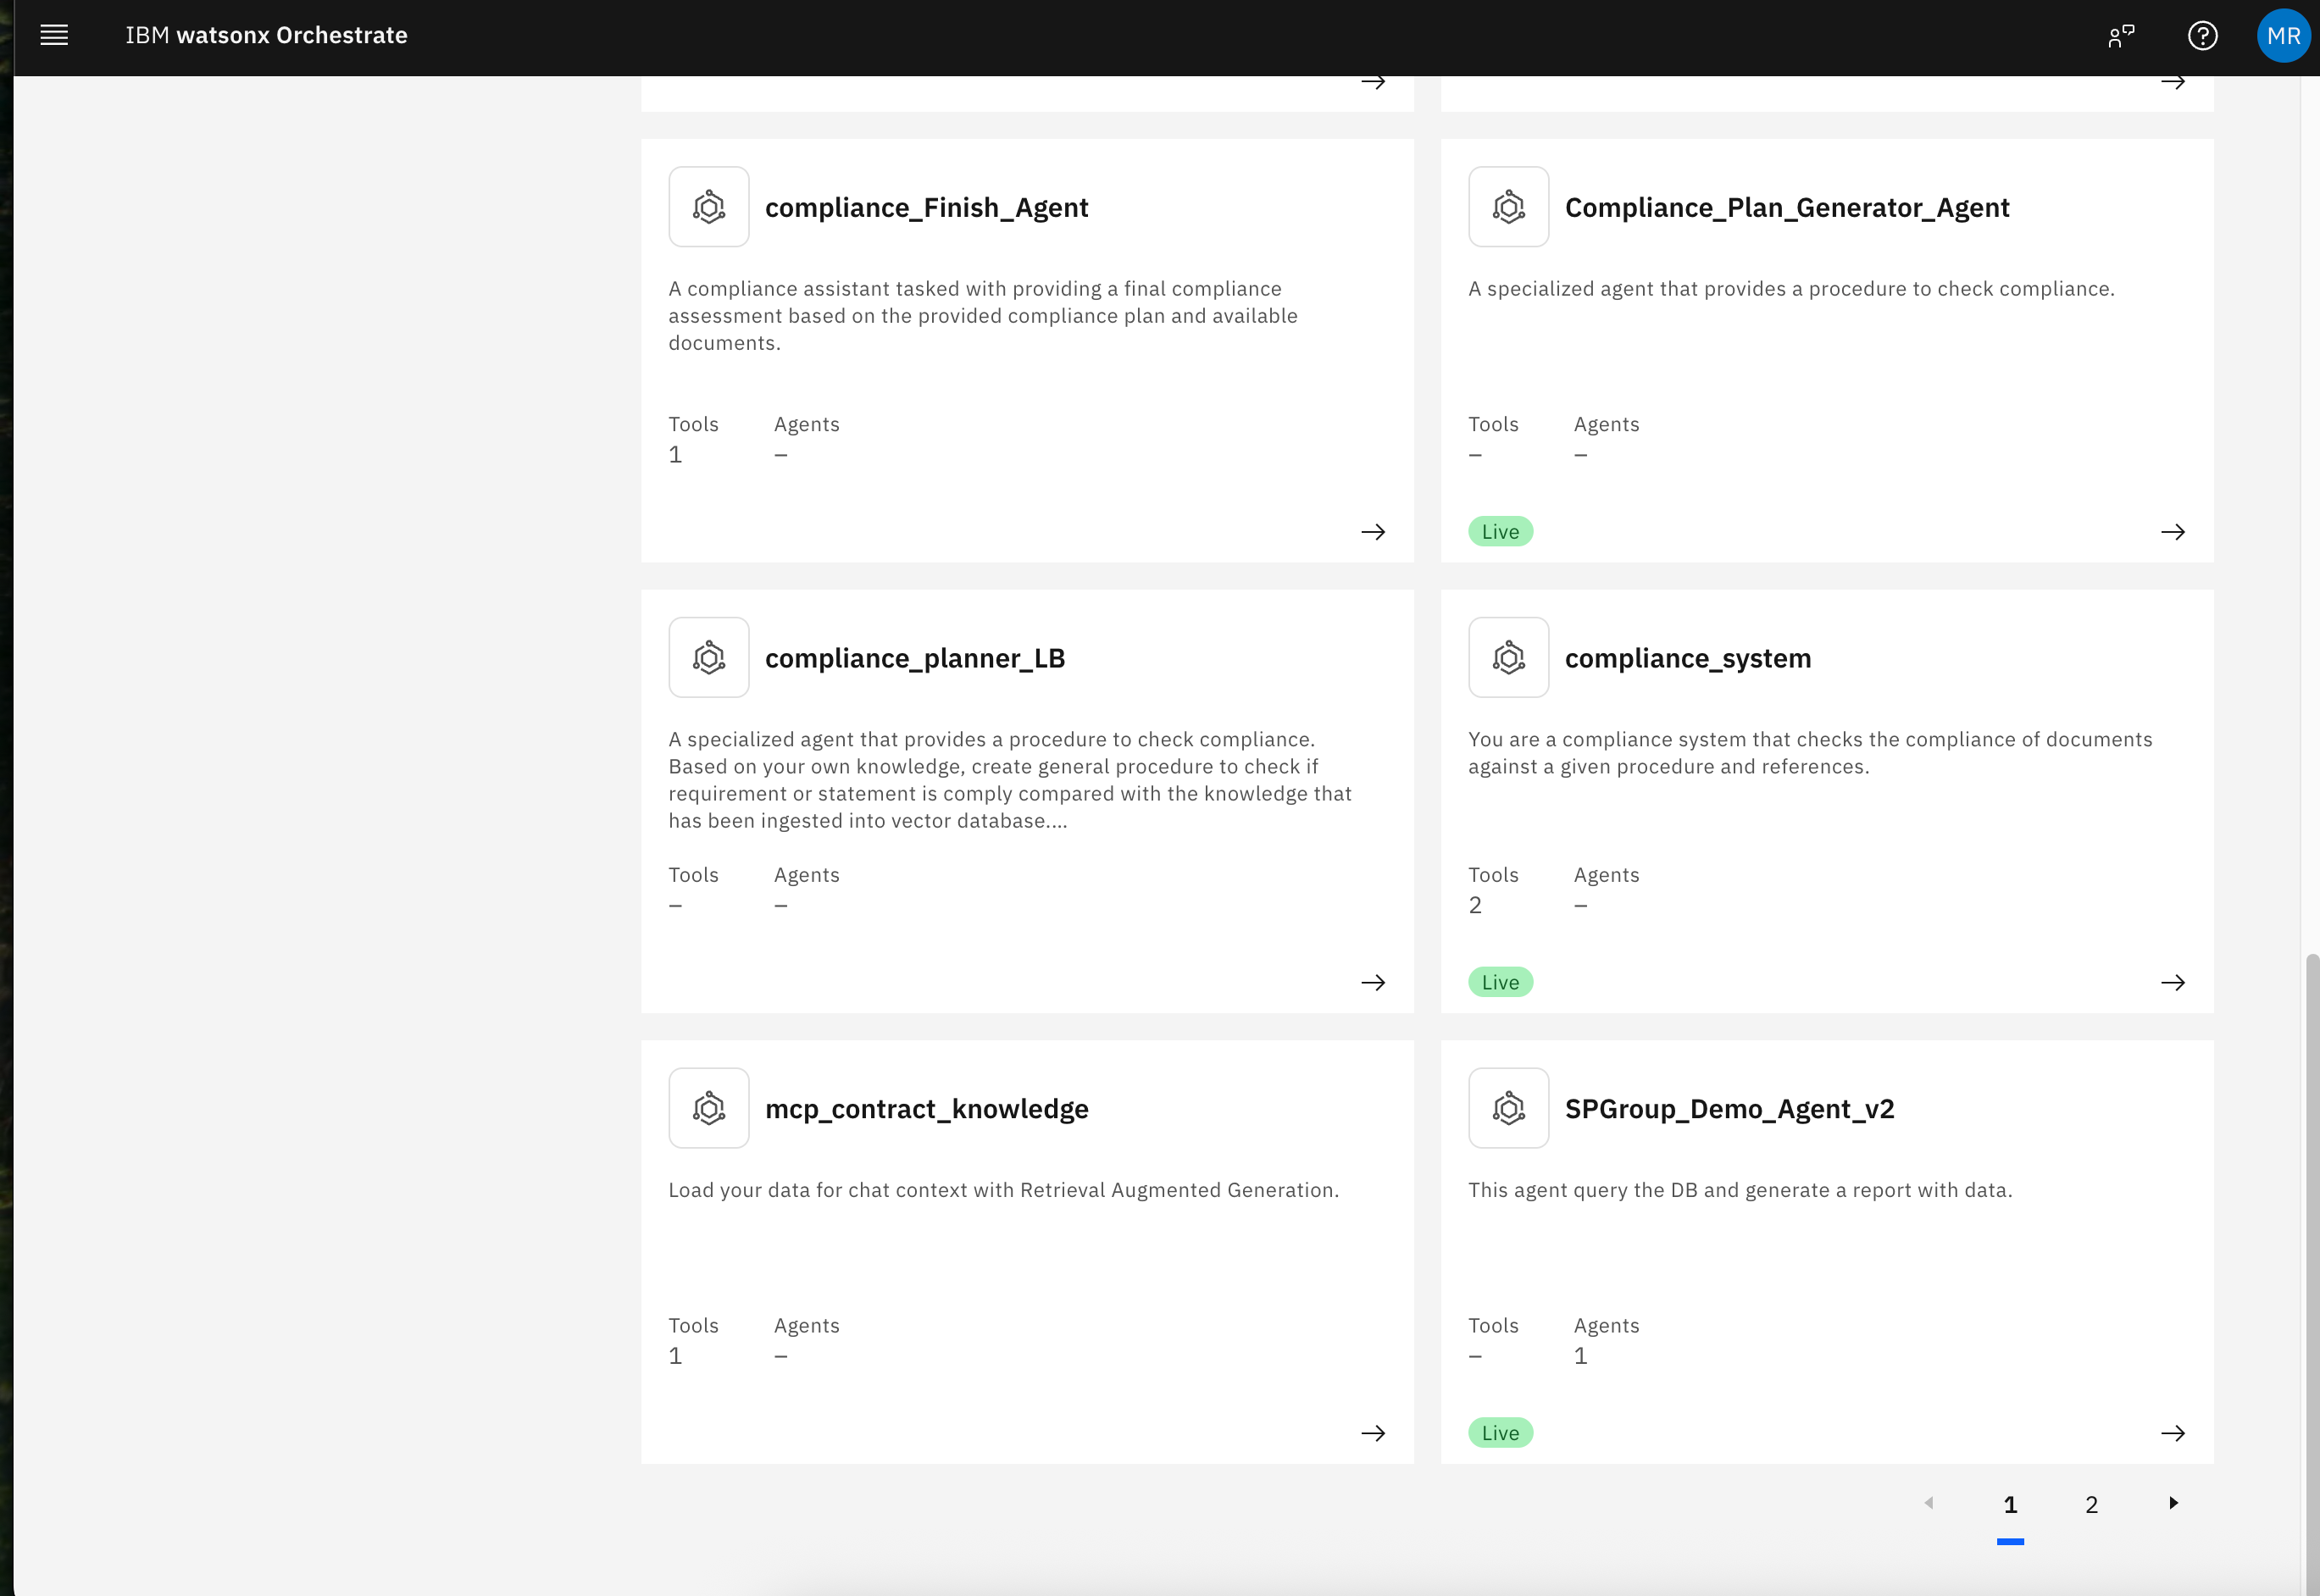 IBM watsonx Orchestrate
MR
compliance_Finish_Agent
A compliance assistant tasked with providing a final compliance
assessment based on the provided compliance plan and available
documents.
Tools Agents
1 –
Compliance_Plan_Generator_Agent
A specialized agent that provides a procedure to check compliance.
Tools Agents
– –
Live
compliance_planner_LB
A specialized agent that provides a procedure to check compliance.
Based on your own knowledge, create general procedure to check if
requirement or statement is comply compared with the knowledge that
has been ingested into vector database....
Tools Agents
– –
compliance_system
You are a compliance system that checks the compliance of documents
against a given procedure and references.
Tools Agents
2 –
Live
mcp_contract_knowledge
Load your data for chat context with Retrieval Augmented Generation.
Tools Agents
1 –
SPGroup_Demo_Agent_v2
This agent query the DB and generate a report with data.
Tools Agents
– 1
Live
1 2